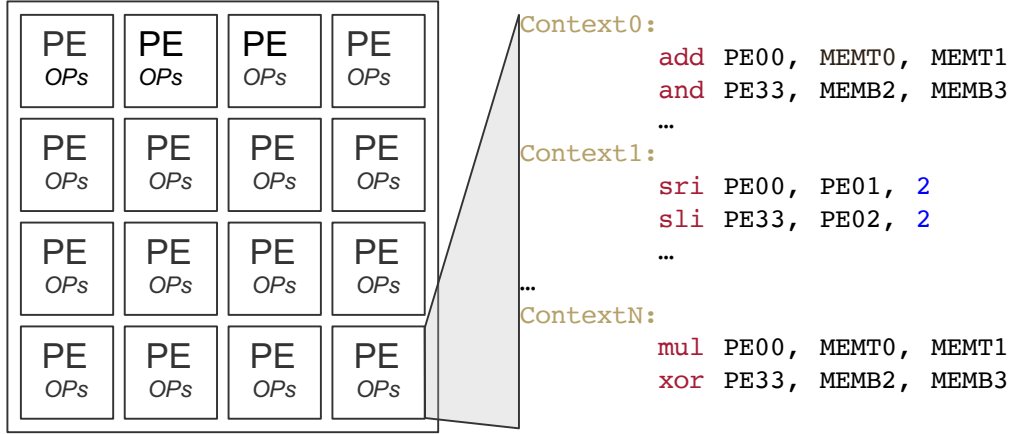 PE PE PE PE
OPs OPs OPs OPs
PE PE PE PE
OPs OPs OPs OPs
PE PE PE PE
OPs OPs OPs OPs
PE PE PE PE
OPs OPs OPs OPs
Context0:
add PE00, MEMT0, MEMT1
and PE33, MEMB2, MEMB3
…
Context1:
sri PE00, PE01, 2
sli PE33, PE02, 2
…
…
ContextN:
mul PE00, MEMT0, MEMT1
xor PE33, MEMB2, MEMB3